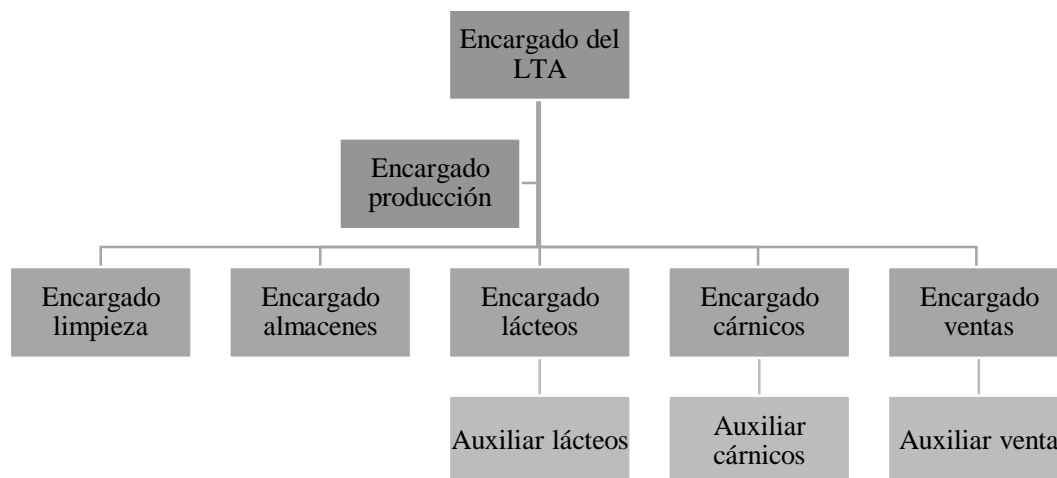 Encargado del
LTA
Encargado
producción
Encargado
limpieza
Encargado
almacenes
Encargado
lácteos
Encargado
cárnicos
Encargado
ventas
Auxiliar lácteos
Auxiliar
cárnicos
Auxiliar venta